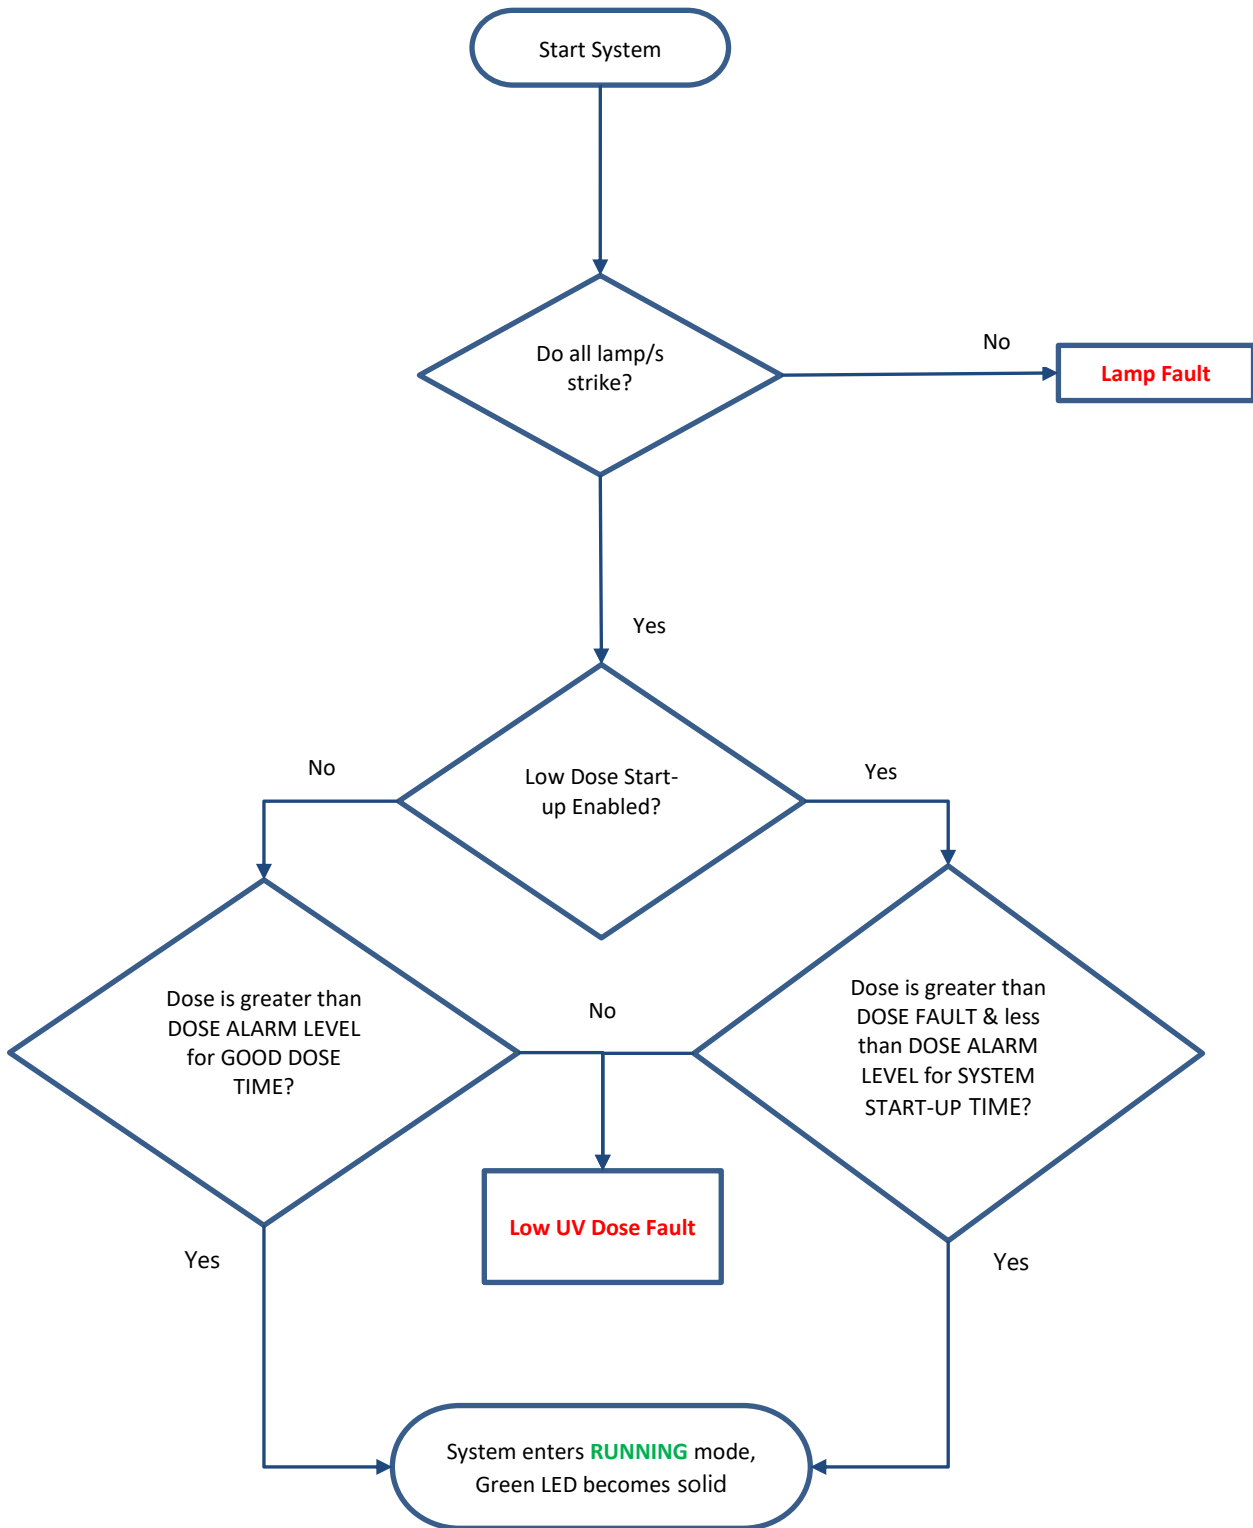 Start System
Do all lamp/s
strike?
No
Lamp Fault
Yes
No
Low Dose Start-
up Enabled?
Yes
Dose is greater than
DOSE ALARM LEVEL
for GOOD DOSE
TIME?
No
Dose is greater than
DOSE FAULT & less
than DOSE ALARM
LEVEL for SYSTEM
START-UP TIME?
Low UV Dose Fault
Yes
Yes
System enters RUNNING mode,
Green LED becomes solid